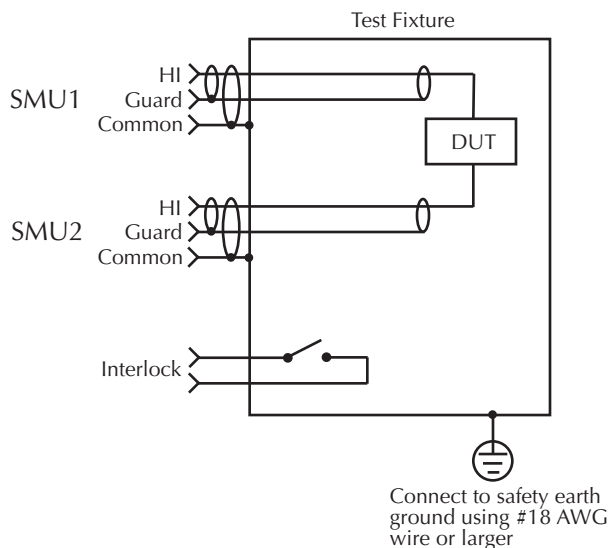 Test Fixture
SMU1
HI
Guard
Common
DUT
SMU2
HI
Guard
Common
Interlock
Connect to safety earth
ground using #18 AWG
wire or larger